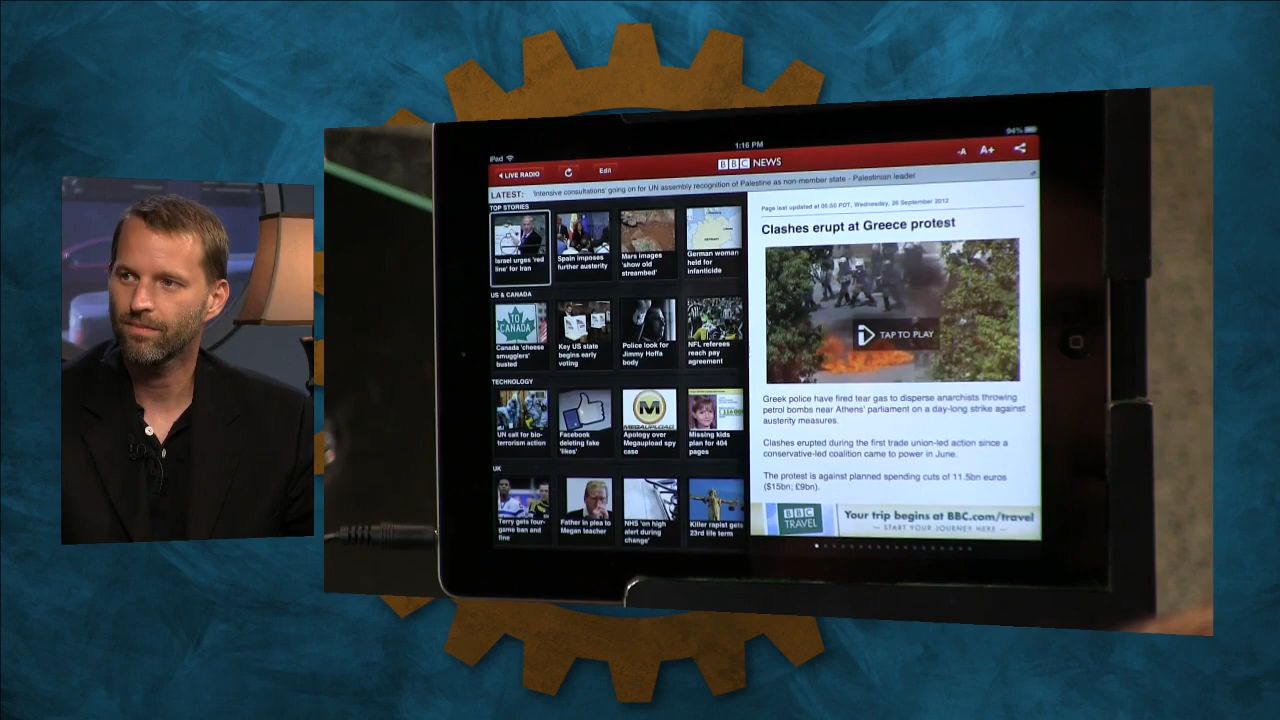 iPad
1:16 PM
94%
LIVE RADIO
Edit
BBC NEWS
-A
A+
LATEST:
'Intensive consultations' going on for UN assembly recognition of Palestine as non-member state - Palestinian leader
TOP STORIES
Israel urges 'red
line' for Iran
Spain imposes
further austerity
Mars images
'show old
streambed'
GERMANY
German woman
held for
infanticide
US & CANADA
TO
CANADA
Canada 'cheese
smugglers'
busted
Key US state
begins early
voting
Police look for
Jimmy Hoffa
body
NFL referees
reach pay
agreement
TECHNOLOGY
UN call for bio-
terrorism action
Facebook
deleting fake
'likes'
M
MEGAUPLOAD
Apology over
Megaupload spy
case
Missing kids
plan for 404
pages
UK
Terry gets four-
game ban and
fine
Father in plea to
Megan teacher
NHS 'on high
alert during
change'
Killer rapist gets
23rd life term
Page last updated at 05:50 PDT, Wednesday, 26 September 2012
Clashes erupt at Greece protest
TAP TO PLAY
Greek police have fired tear gas to disperse anarchists throwing
petrol bombs near Athens' parliament on a day-long strike against
austerity measures.
Clashes erupted during the first trade union-led action since a
conservative-led coalition came to power in June.
The protest is against planned spending cuts of 11.5bn euros
($15bn; £9bn).
BBC
TRAVEL
Your trip begins at BBC.com/travel
— START YOUR JOURNEY HERE —